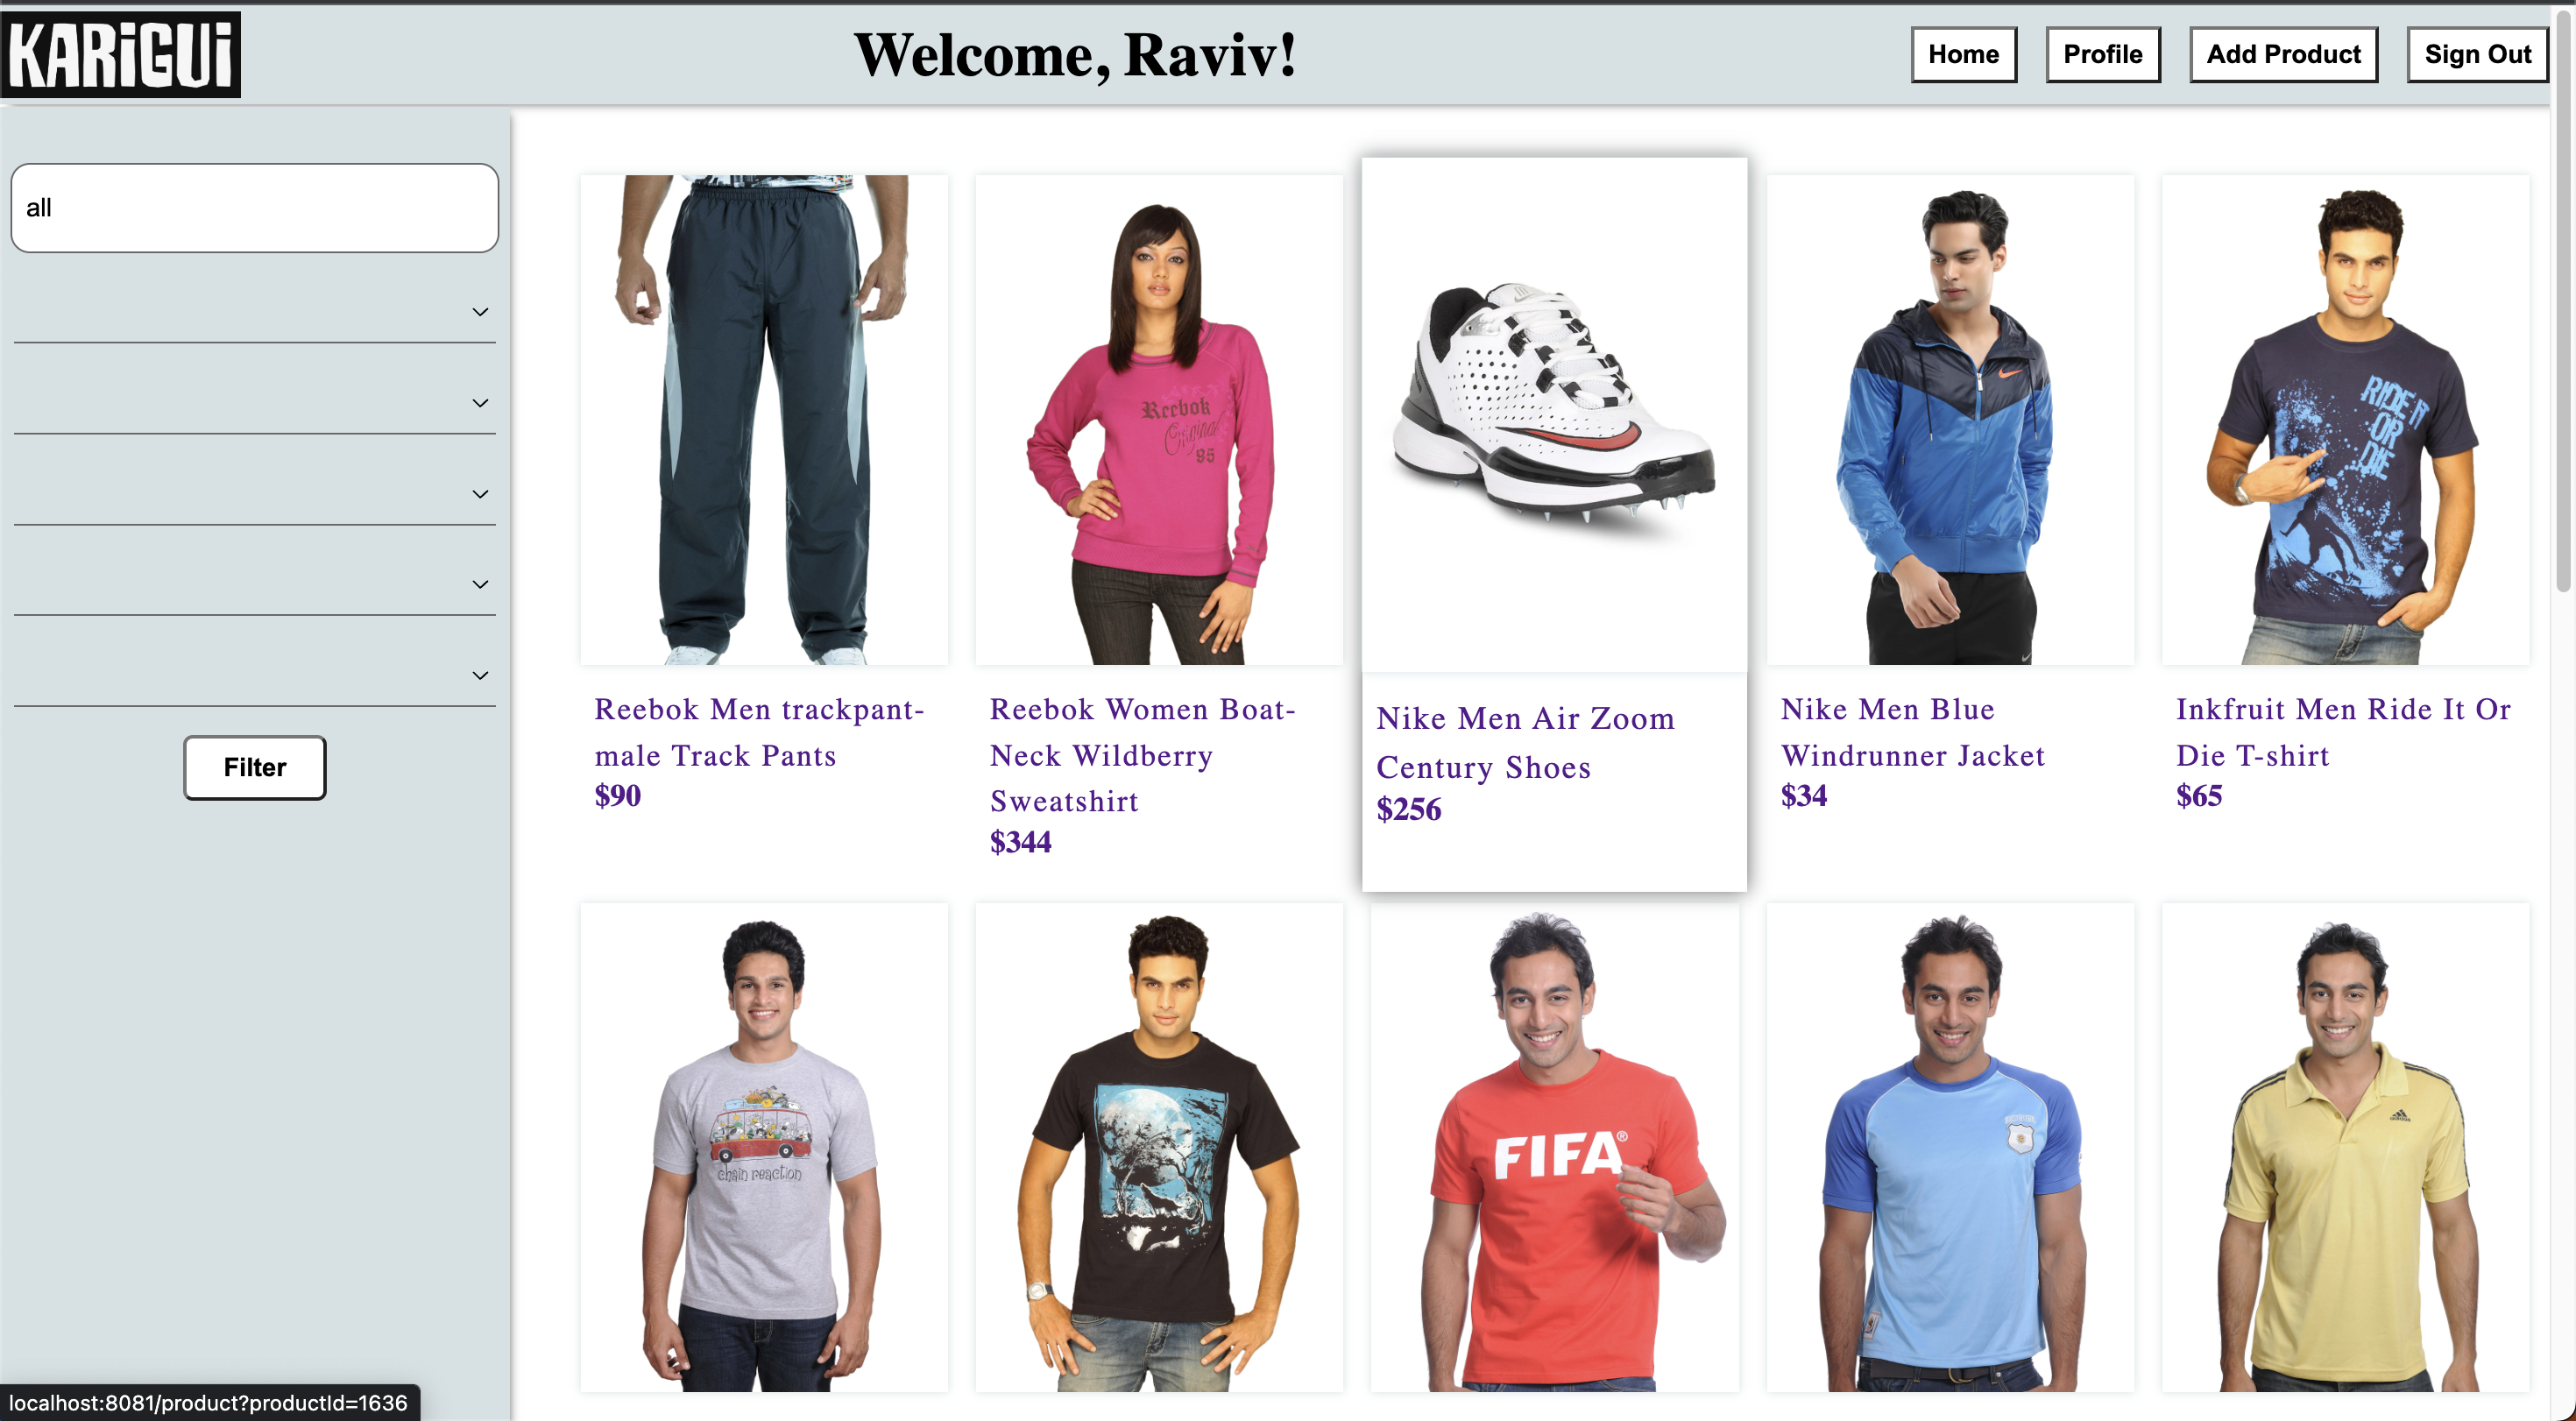 KARiGUi
Welcome, Raviv!
Home
Profile
Add Product
Sign Out
all
Filter
Reebok
Original
95
RIDE IT
OR
DIE
Reebok Men trackpant-
male Track Pants
$90
Reebok Women Boat-
Neck Wildberry
Sweatshirt
$344
Nike Men Air Zoom
Century Shoes
$256
Nike Men Blue
Windrunner Jacket
$34
Inkfruit Men Ride It Or
Die T-shirt
$65
chain reaction
FIFA®
adidas
localhost:8081/product?productId=1636